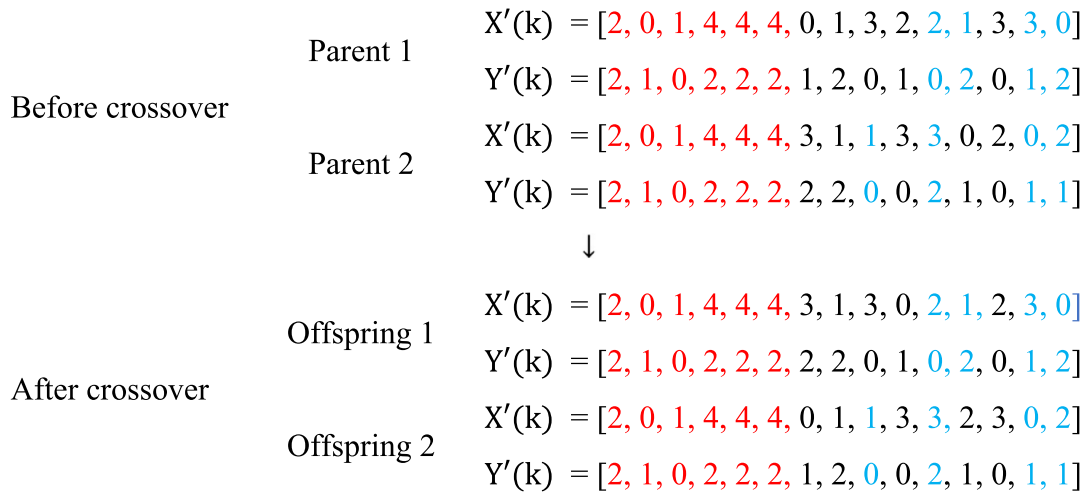 X′(k) = [2, 0, 1, 4, 4, 4, 0, 1, 3, 2, 2, 1, 3, 3, 0]
Parent 1
Y′(k) = [2, 1, 0, 2, 2, 2, 1, 2, 0, 1, 0, 2, 0, 1, 2]
Before crossover
X′(k) = [2, 0, 1, 4, 4, 4, 3, 1, 1, 3, 3, 0, 2, 0, 2]
Parent 2
Y′(k) = [2, 1, 0, 2, 2, 2, 2, 2, 0, 0, 2, 1, 0, 1, 1]
↓
X′(k) = [2, 0, 1, 4, 4, 4, 3, 1, 3, 0, 2, 1, 2, 3, 0]
Offspring 1
Y′(k) = [2, 1, 0, 2, 2, 2, 2, 2, 0, 1, 0, 2, 0, 1, 2]
After crossover
X′(k) = [2, 0, 1, 4, 4, 4, 0, 1, 1, 3, 3, 2, 3, 0, 2]
Offspring 2
Y′(k) = [2, 1, 0, 2, 2, 2, 1, 2, 0, 0, 2, 1, 0, 1, 1]